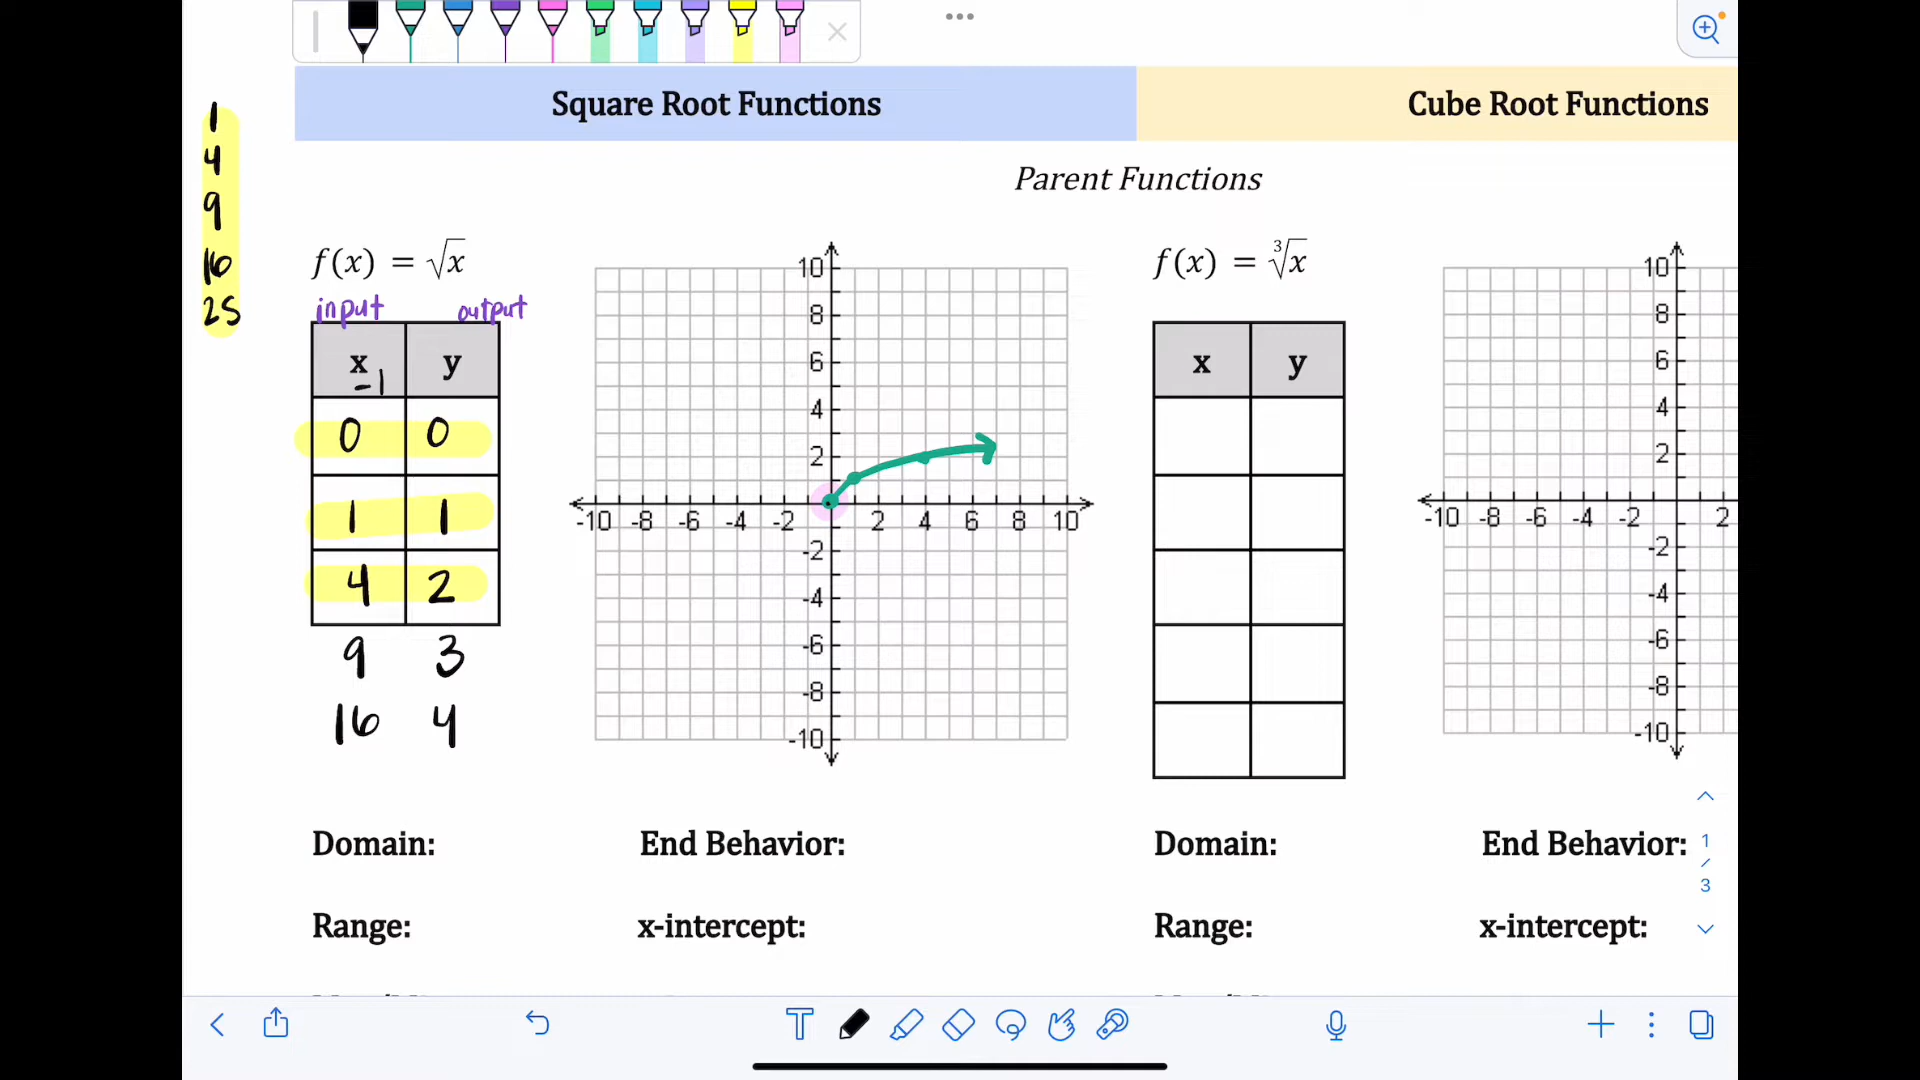 Square Root Functions
Cube Root Functions
Parent Functions
1
4
9
16
25
f(x) = √x
input output
x y
-1
0 0
1 1
4 2
9 3
16 4
10
8
6
4
2
-10 -8 -6 -4 -2 2 4 6 8 10
-2
-4
-6
-8
-10
f(x) = ∛x
x y
10
8
6
4
2
-10 -8 -6 -4 -2 2
-2
-4
-6
-8
-10
Domain: End Behavior:
Range: x-intercept:
Domain: End Behavior:
Range: x-intercept:
1
/
3
T